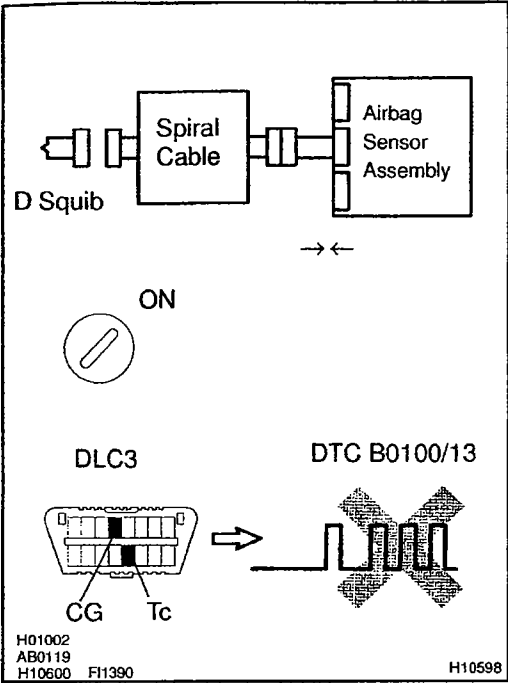 Spiral
Cable
Airbag
Sensor
Assembly
D Squib
ON
DLC3
DTC B0100/13
CG
Tc
H01002
AB0119
H10600 FI1390
H10598